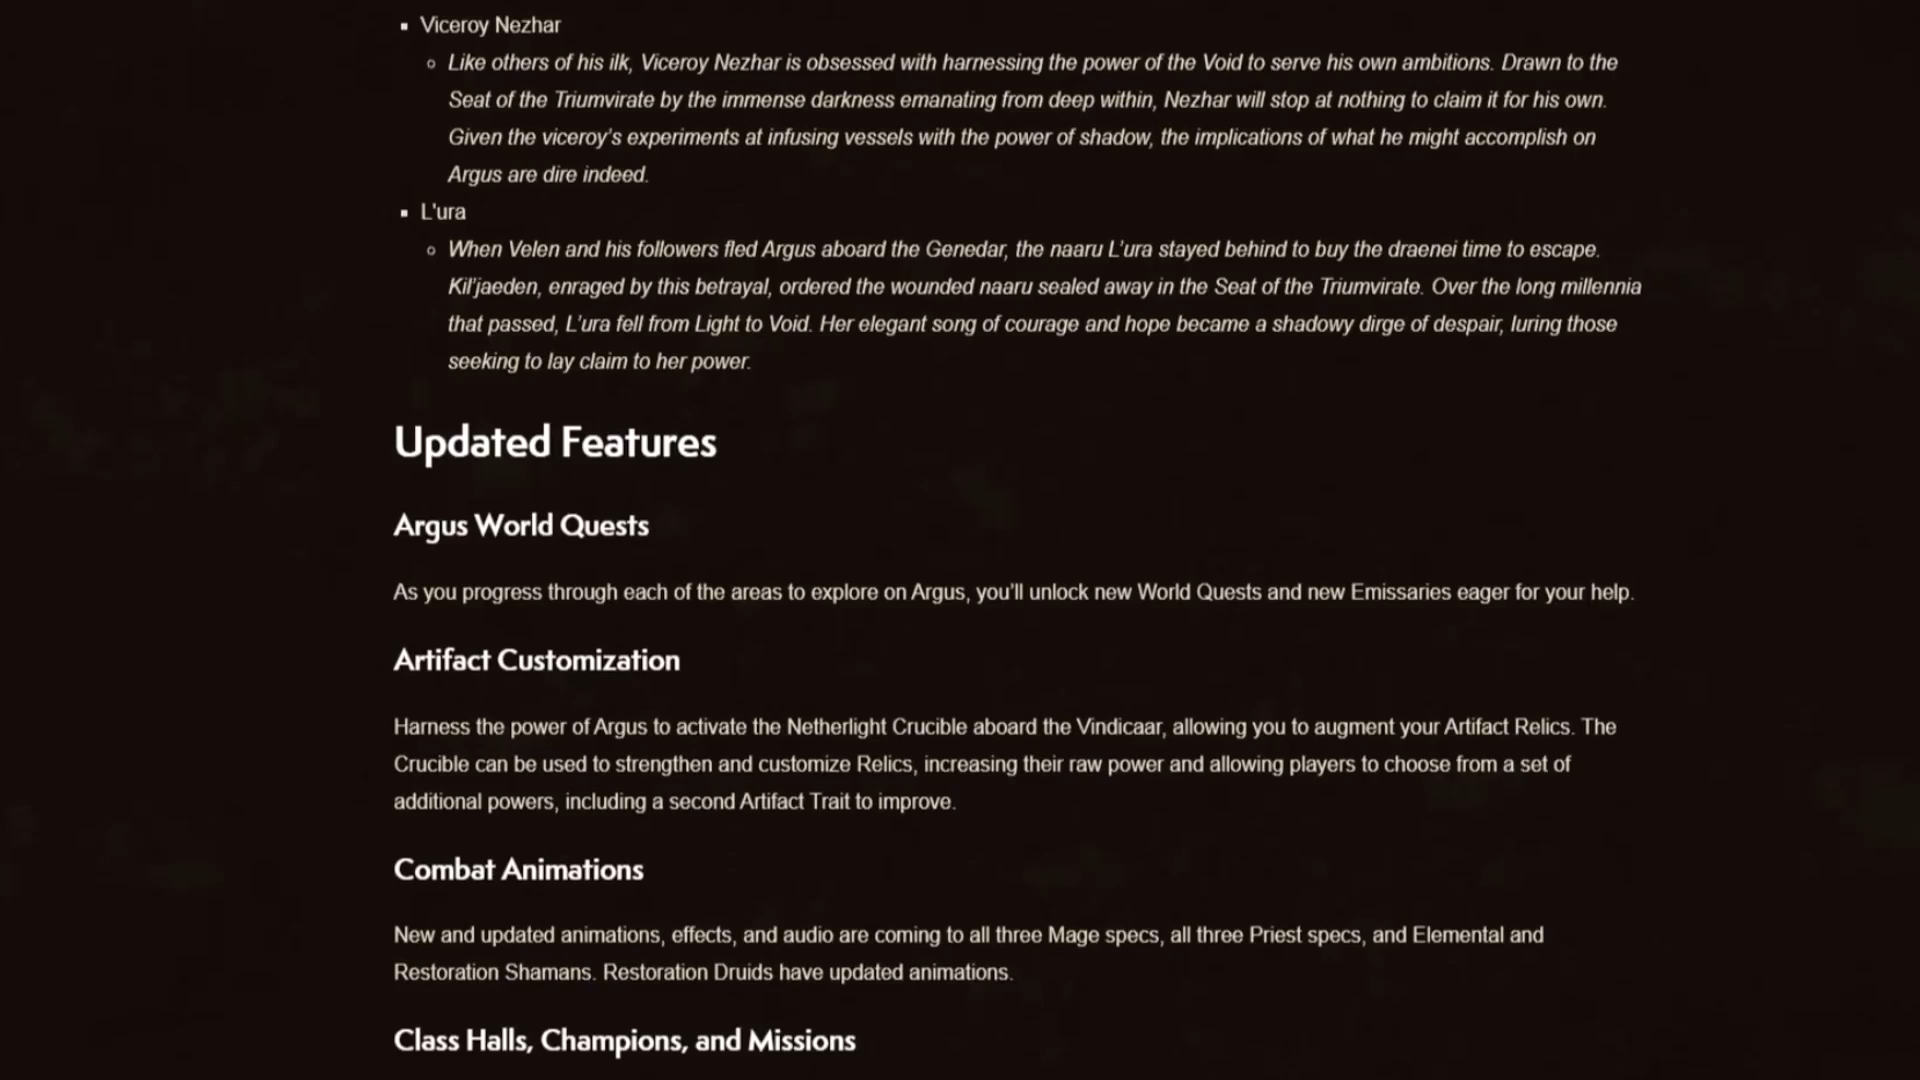 Viceroy Nezhar
Like others of his ilk, Viceroy Nezhar is obsessed with harnessing the power of the Void to serve his own ambitions. Drawn to the
Seat of the Triumvirate by the immense darkness emanating from deep within, Nezhar will stop at nothing to claim it for his own.
Given the viceroy's experiments at infusing vessels with the power of shadow, the implications of what he might accomplish on
Argus are dire indeed.
L'ura
When Velen and his followers fled Argus aboard the Genedar, the naaru L'ura stayed behind to buy the draenei time to escape.
Kil'jaeden, enraged by this betrayal, ordered the wounded naaru sealed away in the Seat of the Triumvirate. Over the long millennia
that passed, L'ura fell from Light to Void. Her elegant song of courage and hope became a shadowy dirge of despair, luring those
seeking to lay claim to her power.
Updated Features
Argus World Quests
As you progress through each of the areas to explore on Argus, you'll unlock new World Quests and new Emissaries eager for your help.
Artifact Customization
Harness the power of Argus to activate the Netherlight Crucible aboard the Vindicaar, allowing you to augment your Artifact Relics. The
Crucible can be used to strengthen and customize Relics, increasing their raw power and allowing players to choose from a set of
additional powers, including a second Artifact Trait to improve.
Combat Animations
New and updated animations, effects, and audio are coming to all three Mage specs, all three Priest specs, and Elemental and
Restoration Shamans. Restoration Druids have updated animations.
Class Halls, Champions, and Missions